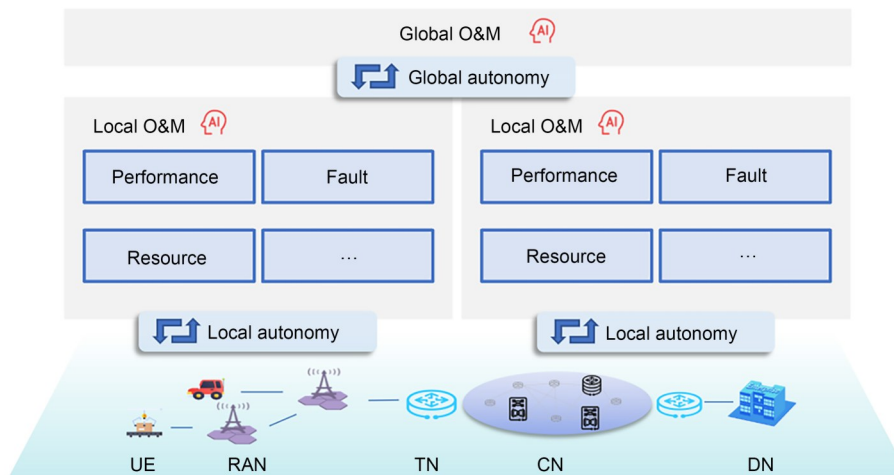 Global O&M AI
Global autonomy
Local O&M AI
Performance Fault
Resource ...
Local autonomy
Local O&M AI
Performance Fault
Resource ...
Local autonomy
UE RAN TN CN DN